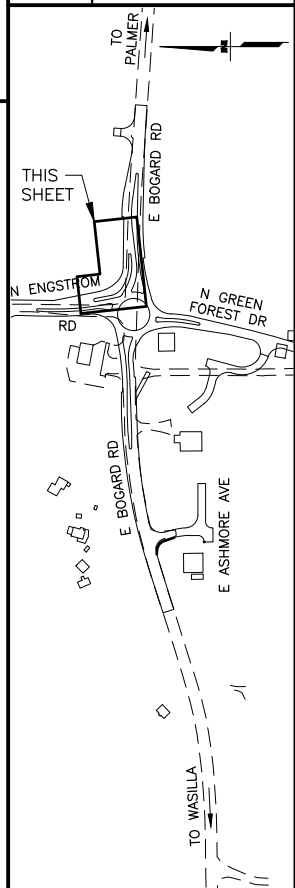 TO
PALMER
E BOGARD RD
THIS
SHEET
N ENGSTROM
RD
N GREEN
FOREST DR
E BOGARD RD
E ASHMORE AVE
TO WASILLA